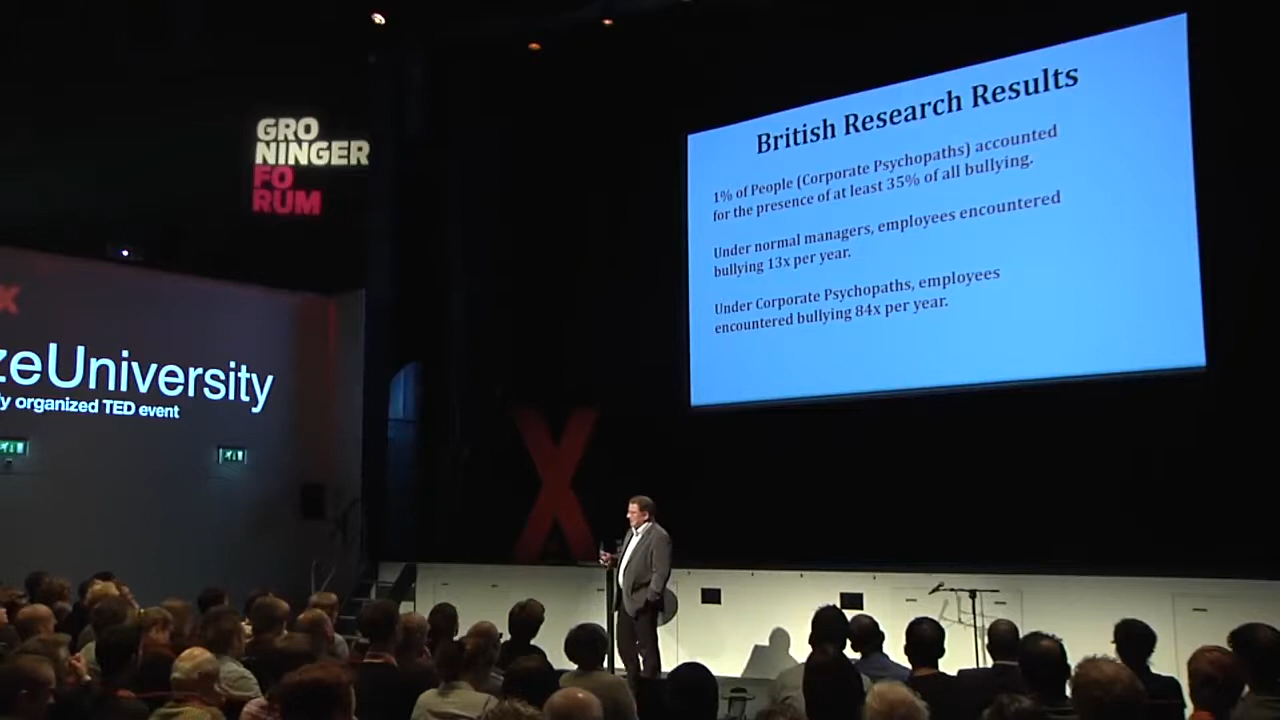 GRO
NINGER
FO
RUM
X
zeUniversity
y organized TED event
X
British Research Results
1% of People (Corporate Psychopaths) accounted
for the presence of at least 35% of all bullying.
Under normal managers, employees encountered
bullying 13x per year.
Under Corporate Psychopaths, employees
encountered bullying 84x per year.